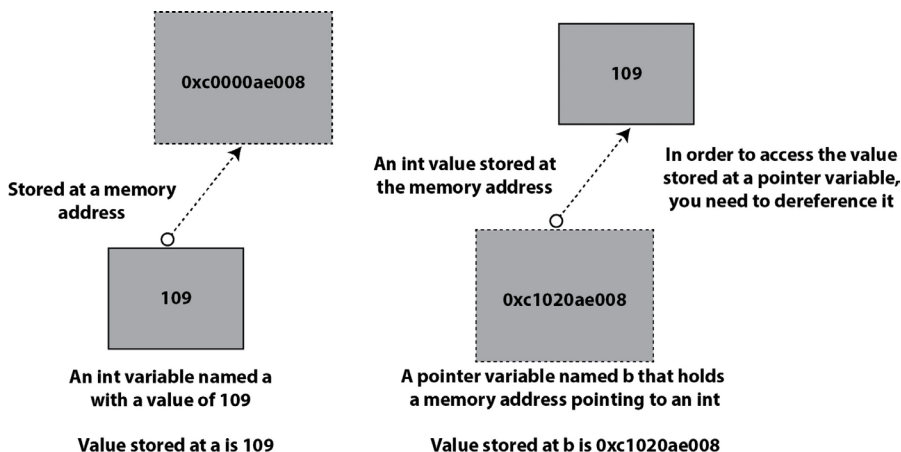 0xc0000ae008
Stored at a memory
address
109
An int variable named a
with a value of 109
Value stored at a is 109
109
An int value stored at
the memory address
In order to access the value
stored at a pointer variable,
you need to dereference it
0xc1020ae008
A pointer variable named b that holds
a memory address pointing to an int
Value stored at b is 0xc1020ae008